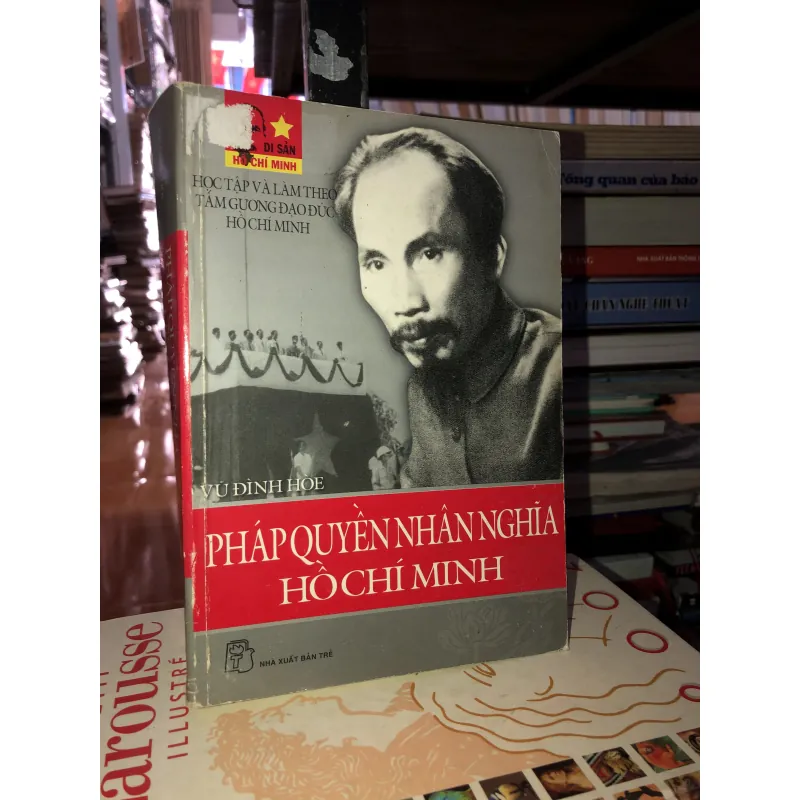 DI SẢN
HỒ CHÍ MINH
HỌC TẬP VÀ LÀM THEO
TẤM GƯƠNG ĐẠO ĐỨC
HỒ CHÍ MINH
VŨ ĐÌNH HÒE
PHÁP QUYỀN NHÂN NGHĨA
HỒ CHÍ MINH
NHÀ XUẤT BẢN TRẺ
Tổng quan của báo
arousse
ILLUSTRÉ